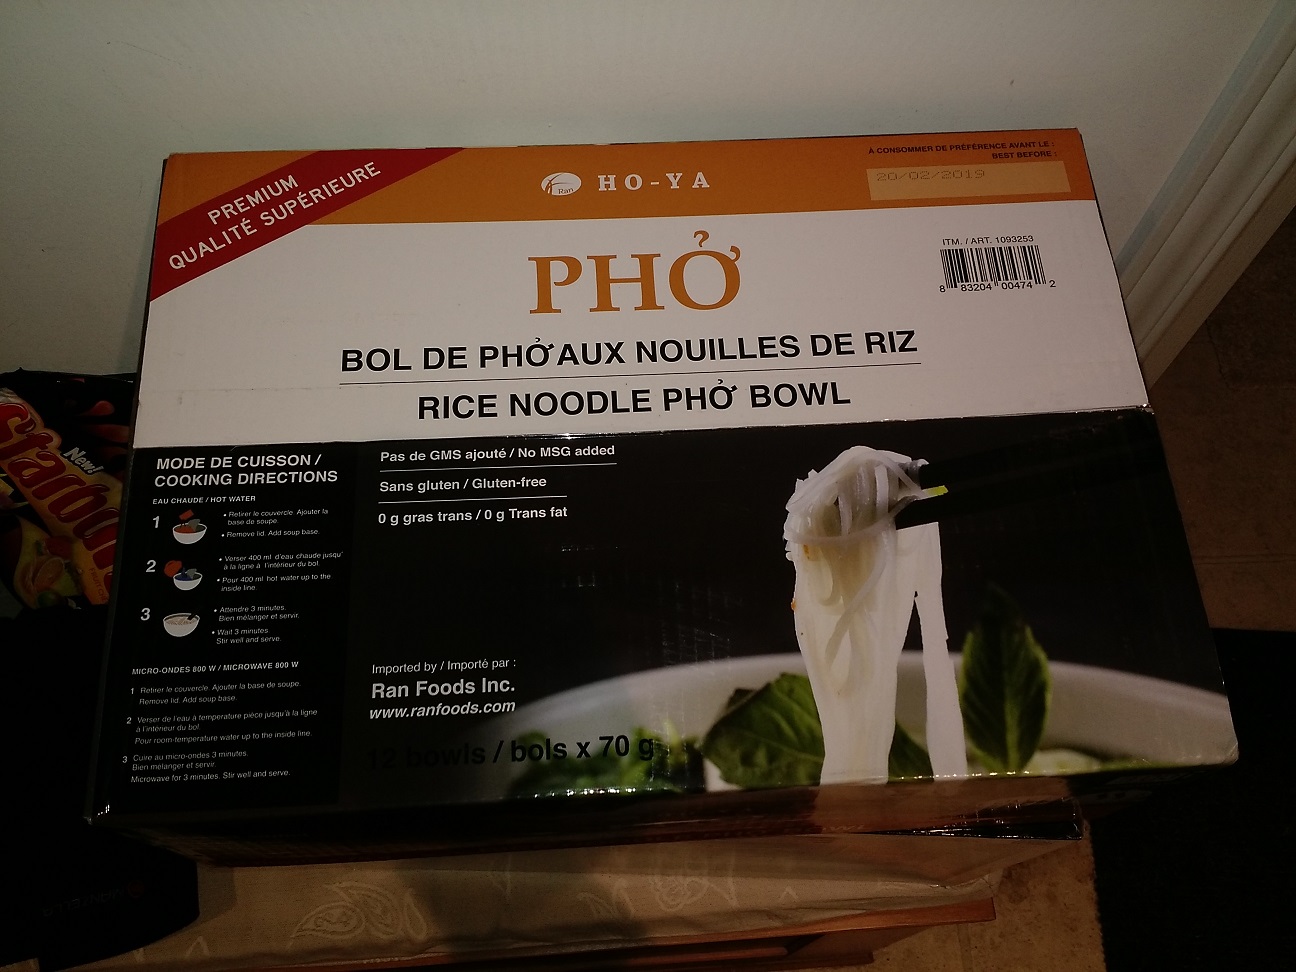 PREMIUM
QUALITÉ SUPÉRIEURE
Ran
HO-YA
À CONSOMMER DE PRÉFÉRENCE AVANT LE :
BEST BEFORE :
20/02/2019
PHỞ
ITM. / ART. 1093253
8 83204 00474 2
BOL DE PHỞ AUX NOUILLES DE RIZ
RICE NOODLE PHỞ BOWL
MODE DE CUISSON /
COOKING DIRECTIONS
EAU CHAUDE / HOT WATER
1
• Retirer le couvercle. Ajouter la
base de soupe.
• Remove lid. Add soup base.
2
• Verser 400 ml d'eau chaude jusqu'
à la ligne à l'intérieur du bol.
• Pour 400 ml hot water up to the
inside line.
3
• Attendre 3 minutes.
Bien mélanger et servir.
• Wait 3 minutes
Stir well and serve.
MICRO-ONDES 800 W / MICROWAVE 800 W
1 Retirer le couvercle. Ajouter la base de soupe.
Remove lid. Add soup base.
2 Verser de l'eau à température pièce jusqu'à la ligne
à l'intérieur du bol.
Pour room-temperature water up to the inside line.
3 Cuire au micro-ondes 3 minutes.
Bien mélanger et servir.
Microwave for 3 minutes. Stir well and serve.
Pas de GMS ajouté / No MSG added
Sans gluten / Gluten-free
0 g gras trans / 0 g Trans fat
Imported by / Importé par :
Ran Foods Inc.
www.ranfoods.com
12 bowls / bols x 70 g
New!